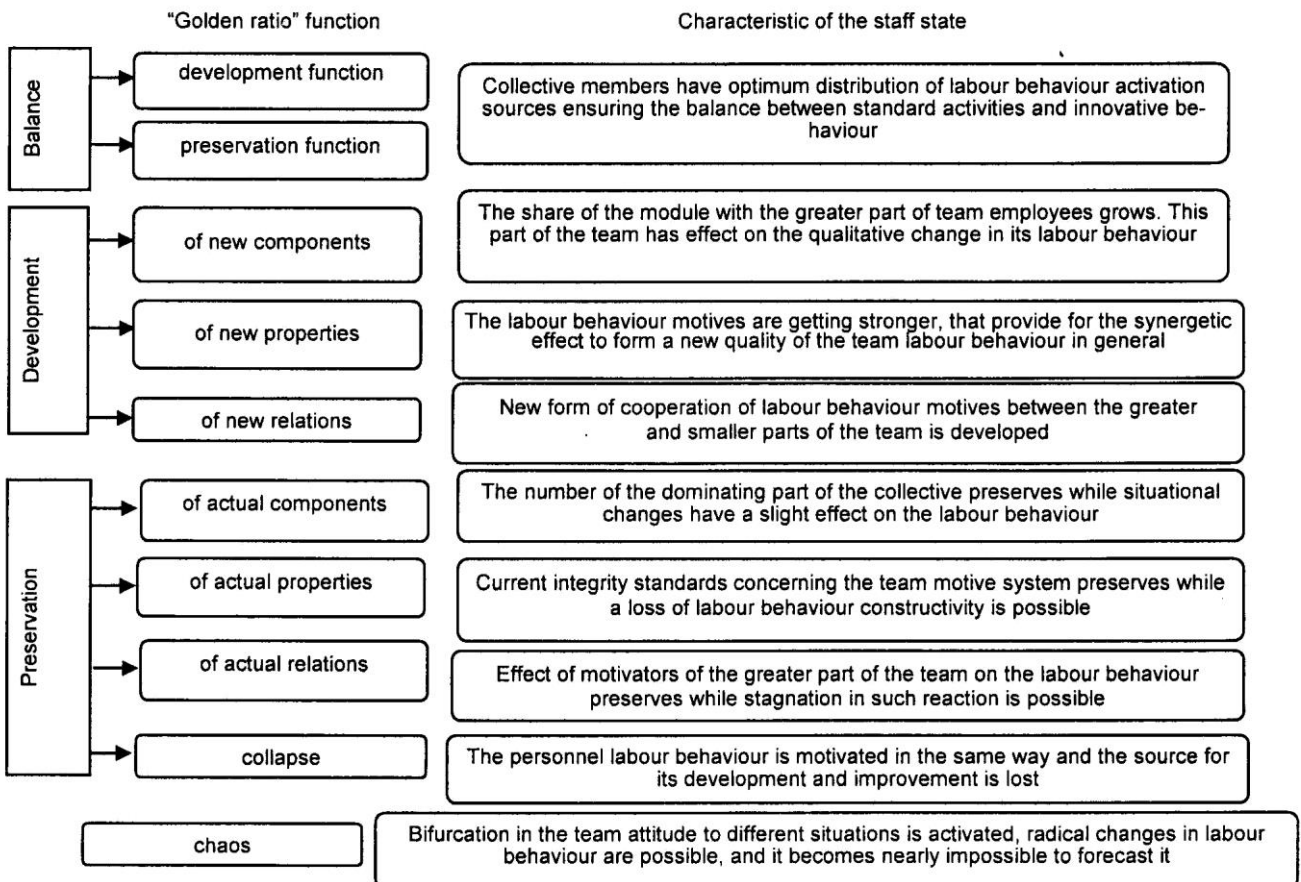 “Golden ratio” function
Characteristic of the staff state
Balance
development function
preservation function
Collective members have optimum distribution of labour behaviour activation
sources ensuring the balance between standard activities and innovative be-
haviour
Development
of new components
The share of the module with the greater part of team employees grows. This
part of the team has effect on the qualitative change in its labour behaviour
of new properties
The labour behaviour motives are getting stronger, that provide for the synergetic
effect to form a new quality of the team labour behaviour in general
of new relations
New form of cooperation of labour behaviour motives between the greater
and smaller parts of the team is developed
Preservation
of actual components
The number of the dominating part of the collective preserves while situational
changes have a slight effect on the labour behaviour
of actual properties
Current integrity standards concerning the team motive system preserves while
a loss of labour behaviour constructivity is possible
of actual relations
Effect of motivators of the greater part of the team on the labour behaviour
preserves while stagnation in such reaction is possible
collapse
The personnel labour behaviour is motivated in the same way and the source for
its development and improvement is lost
chaos
Bifurcation in the team attitude to different situations is activated, radical changes in labour
behaviour are possible, and it becomes nearly impossible to forecast it